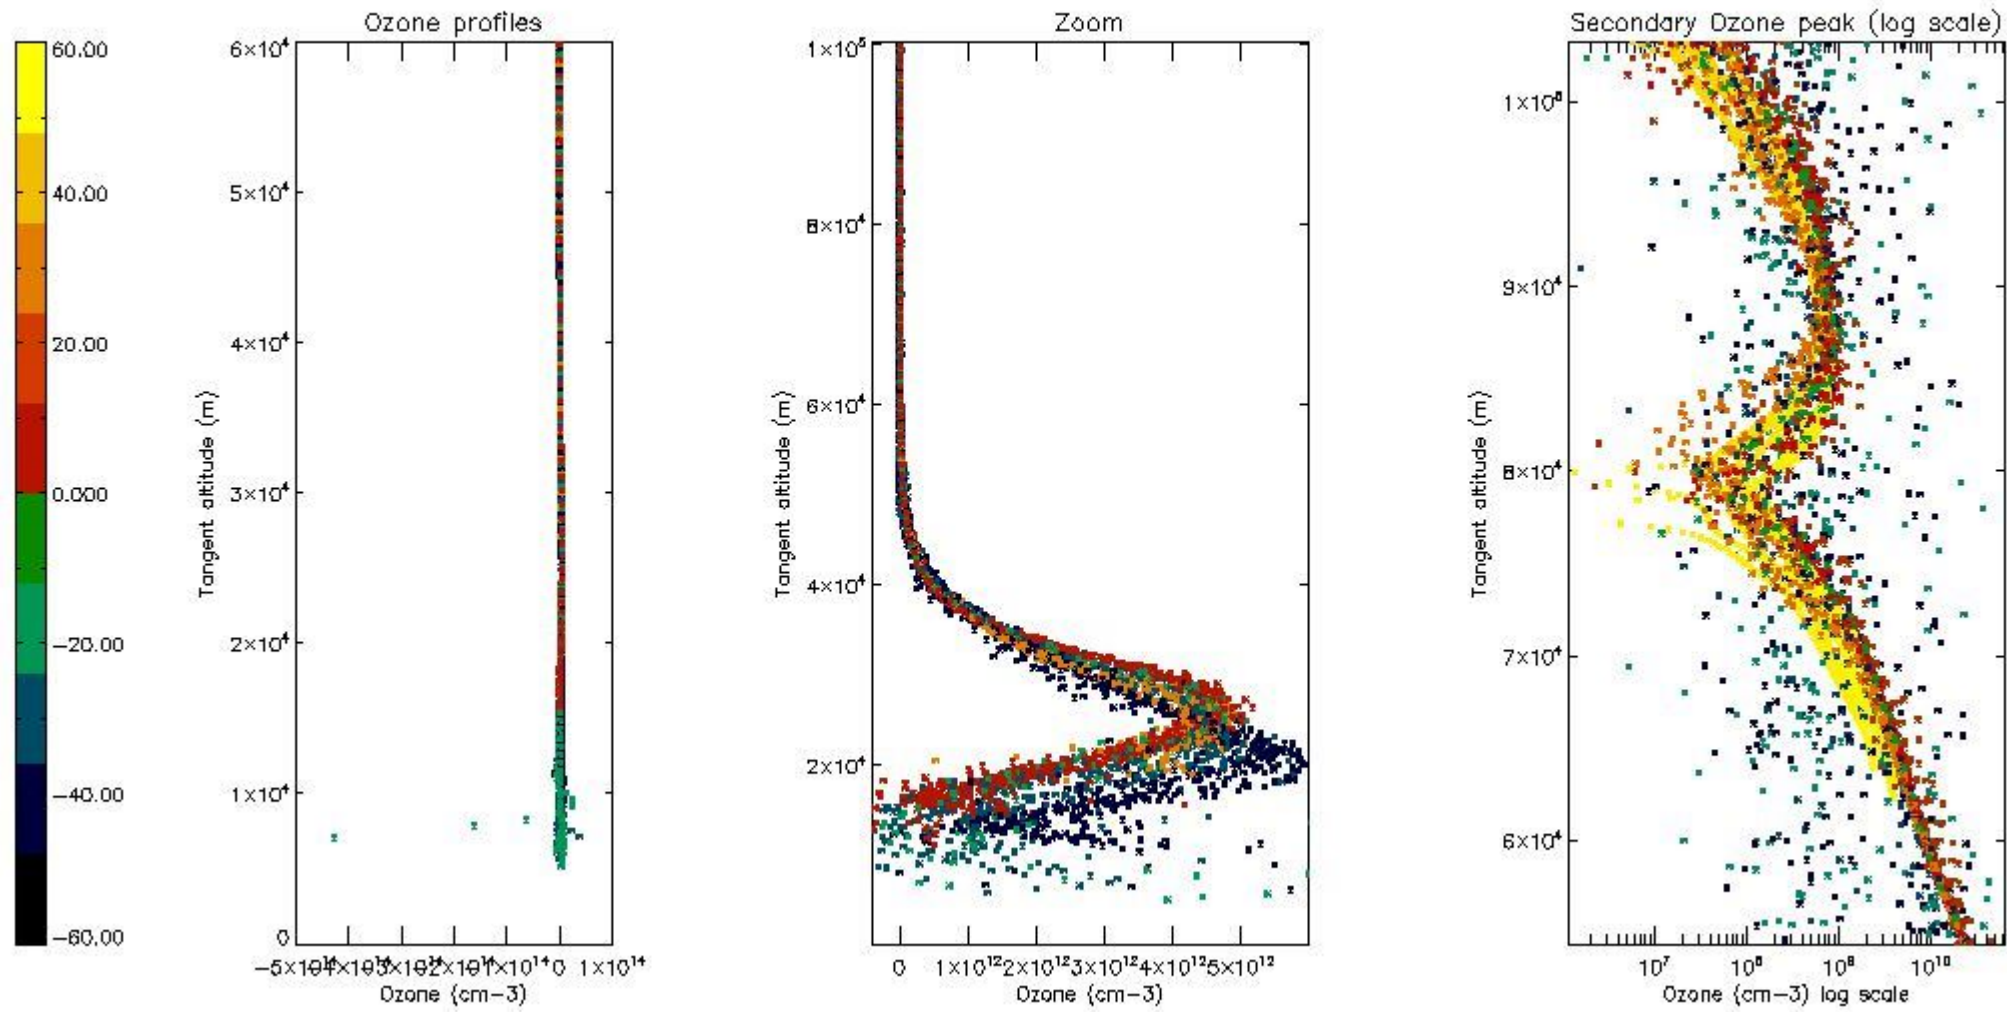 Ozone profiles
Zoom
Secondary Ozone peak (log scale)
60.00
40.00
20.00
0.000
−20.00
−40.00
−60.00
6×10⁴
5×10⁴
4×10⁴
3×10⁴
2×10⁴
1×10⁴
0
Tangent altitude (m)
0 1×10¹⁴
Ozone (cm−3)
1×10⁵
8×10⁴
6×10⁴
4×10⁴
2×10⁴
Tangent altitude (m)
0 1×10¹² 2×10¹² 3×10¹² 4×10¹² 5×10¹²
Ozone (cm−3)
9×10⁴
8×10⁴
7×10⁴
6×10⁴
Tangent altitude (m)
10⁷ 10⁸ 10⁹ 10¹⁰
Ozone (cm−3) log scale